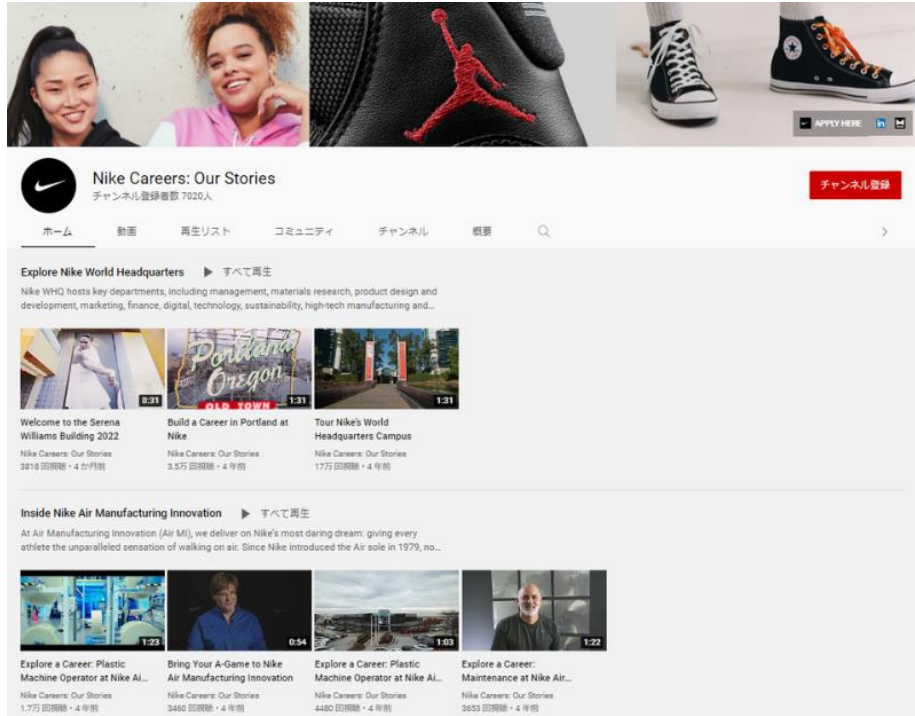 APPLY HERE
in
Nike Careers: Our Stories
チャンネル登録者数 7020人
チャンネル登録
ホーム
動画
再生リスト
コミュニティ
チャンネル
概要
Explore Nike World Headquarters
すべて再生
Nike WHQ hosts key departments, including management, materials research, product design and
development, marketing, finance, digital, technology, sustainability, high-tech manufacturing and...
Portland
Oregon
OLD TOWN
0:31
1:31
1:31
Welcome to the Serena
Williams Building 2022
Nike Careers: Our Stories
3818 回視聴・4 か月前
Build a Career in Portland at
Nike
Nike Careers: Our Stories
3.5万 回視聴・4 年前
Tour Nike's World
Headquarters Campus
Nike Careers: Our Stories
17万 回視聴・4 年前
Inside Nike Air Manufacturing Innovation
すべて再生
At Air Manufacturing Innovation (Air MI), we deliver on Nike's most daring dream: giving every
athlete the unparalleled sensation of walking on air. Since Nike introduced the Air sole in 1979, no...
1:23
0:54
1:03
1:22
Explore a Career: Plastic
Machine Operator at Nike Ai...
Nike Careers: Our Stories
1.7万 回視聴・4 年前
Bring Your A-Game to Nike
Air Manufacturing Innovation
Nike Careers: Our Stories
3460 回視聴・4 年前
Explore a Career: Plastic
Machine Operator at Nike Ai...
Nike Careers: Our Stories
4480 回視聴・4 年前
Explore a Career:
Maintenance at Nike Air...
Nike Careers: Our Stories
3653 回視聴・4 年前